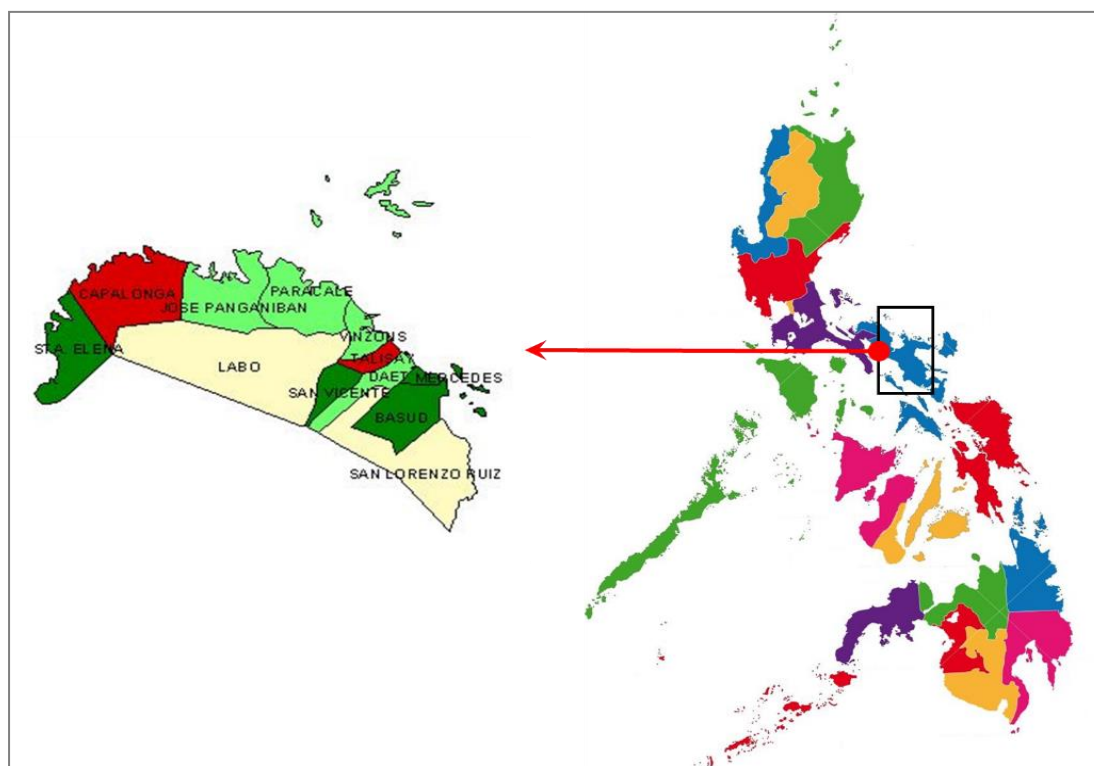 CAPALONGA
PARACALE
JOSE PANGANIBAN
VINZONS
STA. ELENA
TALISAY
LABO
DAET
MERCEDES
SAN VICENTE
BASUD
SAN LORENZO RUIZ